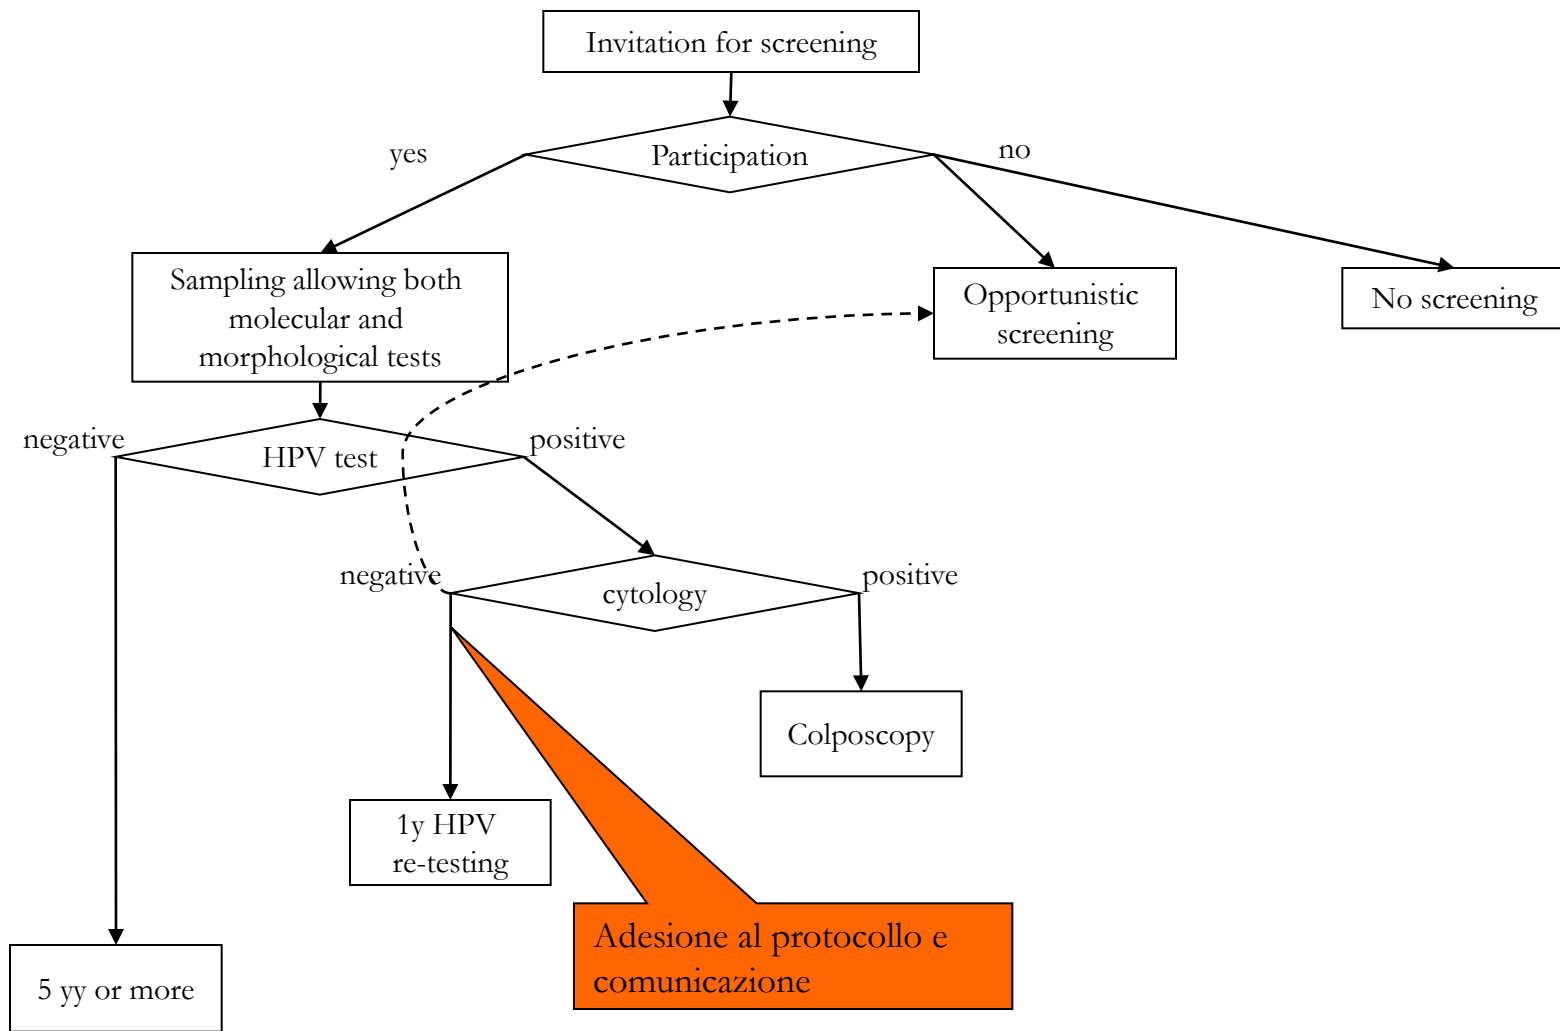 Invitation for screening
yes
Participation
no
Sampling allowing both
molecular and
morphological tests
Opportunistic
screening
No screening
negative
HPV test
positive
negative
cytology
positive
Colposcopy
1y HPV
re-testing
Adesione al protocollo e
comunicazione
5 yy or more